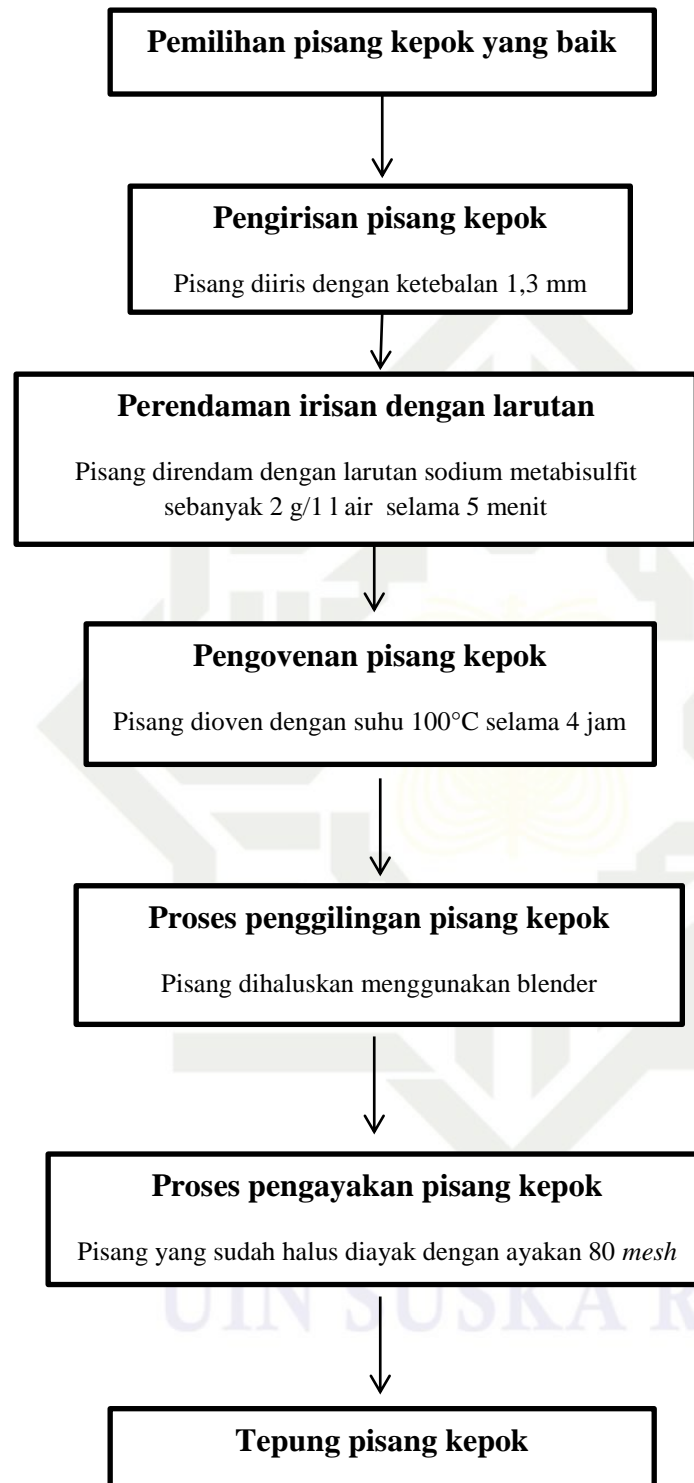 Pemilihan pisang kepok yang baik
Pengirisan pisang kepok
Pisang diiris dengan ketebalan 1,3 mm
Perendaman irisan dengan larutan
Pisang direndam dengan larutan sodium metabisulfit
sebanyak 2 g/1 l air selama 5 menit
Pengovenan pisang kepok
Pisang dioven dengan suhu 100°C selama 4 jam
Proses penggilingan pisang kepok
Pisang dihaluskan menggunakan blender
Proses pengayakan pisang kepok
Pisang yang sudah halus diayak dengan ayakan 80 mesh
UIN SUSKA R
Tepung pisang kepok